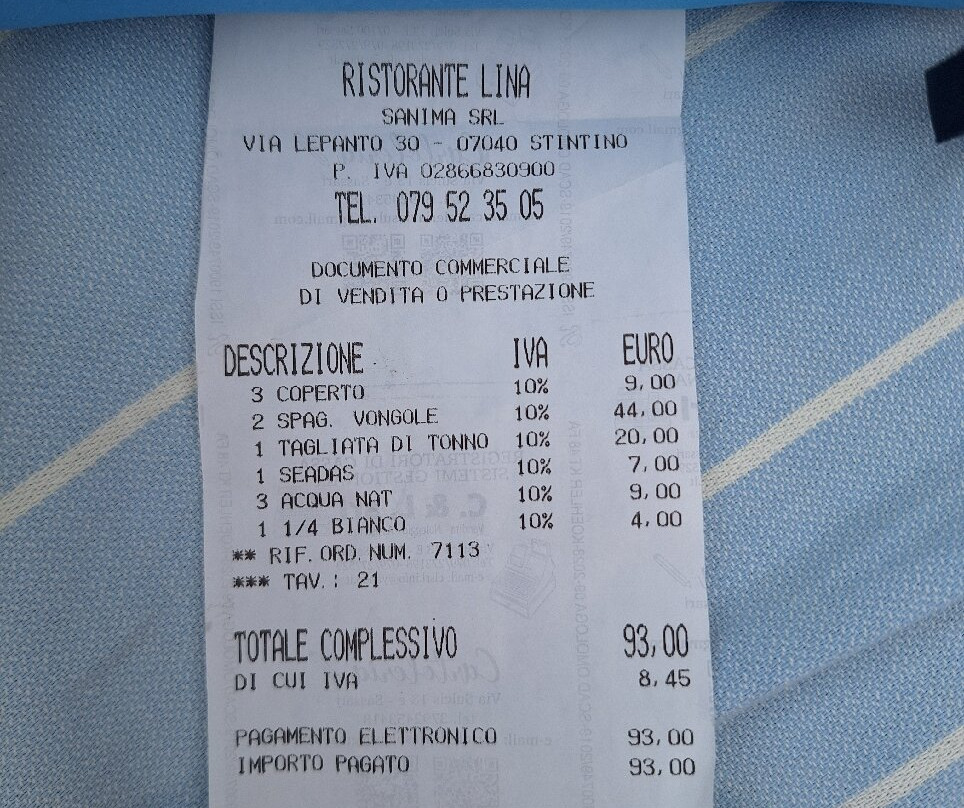 RISTORANTE LINA
SANIMA SRL
VIA LEPANTO 30 - 07040 STINTINO
P. IVA 02866830900
TEL. 079 52 35 05
DOCUMENTO COMMERCIALE
DI VENDITA O PRESTAZIONE
DESCRIZIONE IVA EURO
3 COPERTO 10% 9,00
2 SPAG. VONGOLE 10% 44,00
1 TAGLIATA DI TONNO 10% 20,00
1 SEADAS 10% 7,00
3 ACQUA NAT 10% 9,00
1 1/4 BIANCO 10% 4,00
** RIF.ORD.NUM. 7113
*** TAV.: 21
TOTALE COMPLESSIVO 93,00
DI CUI IVA 8,45
PAGAMENTO ELETTRONICO 93,00
IMPORTO PAGATO 93,00